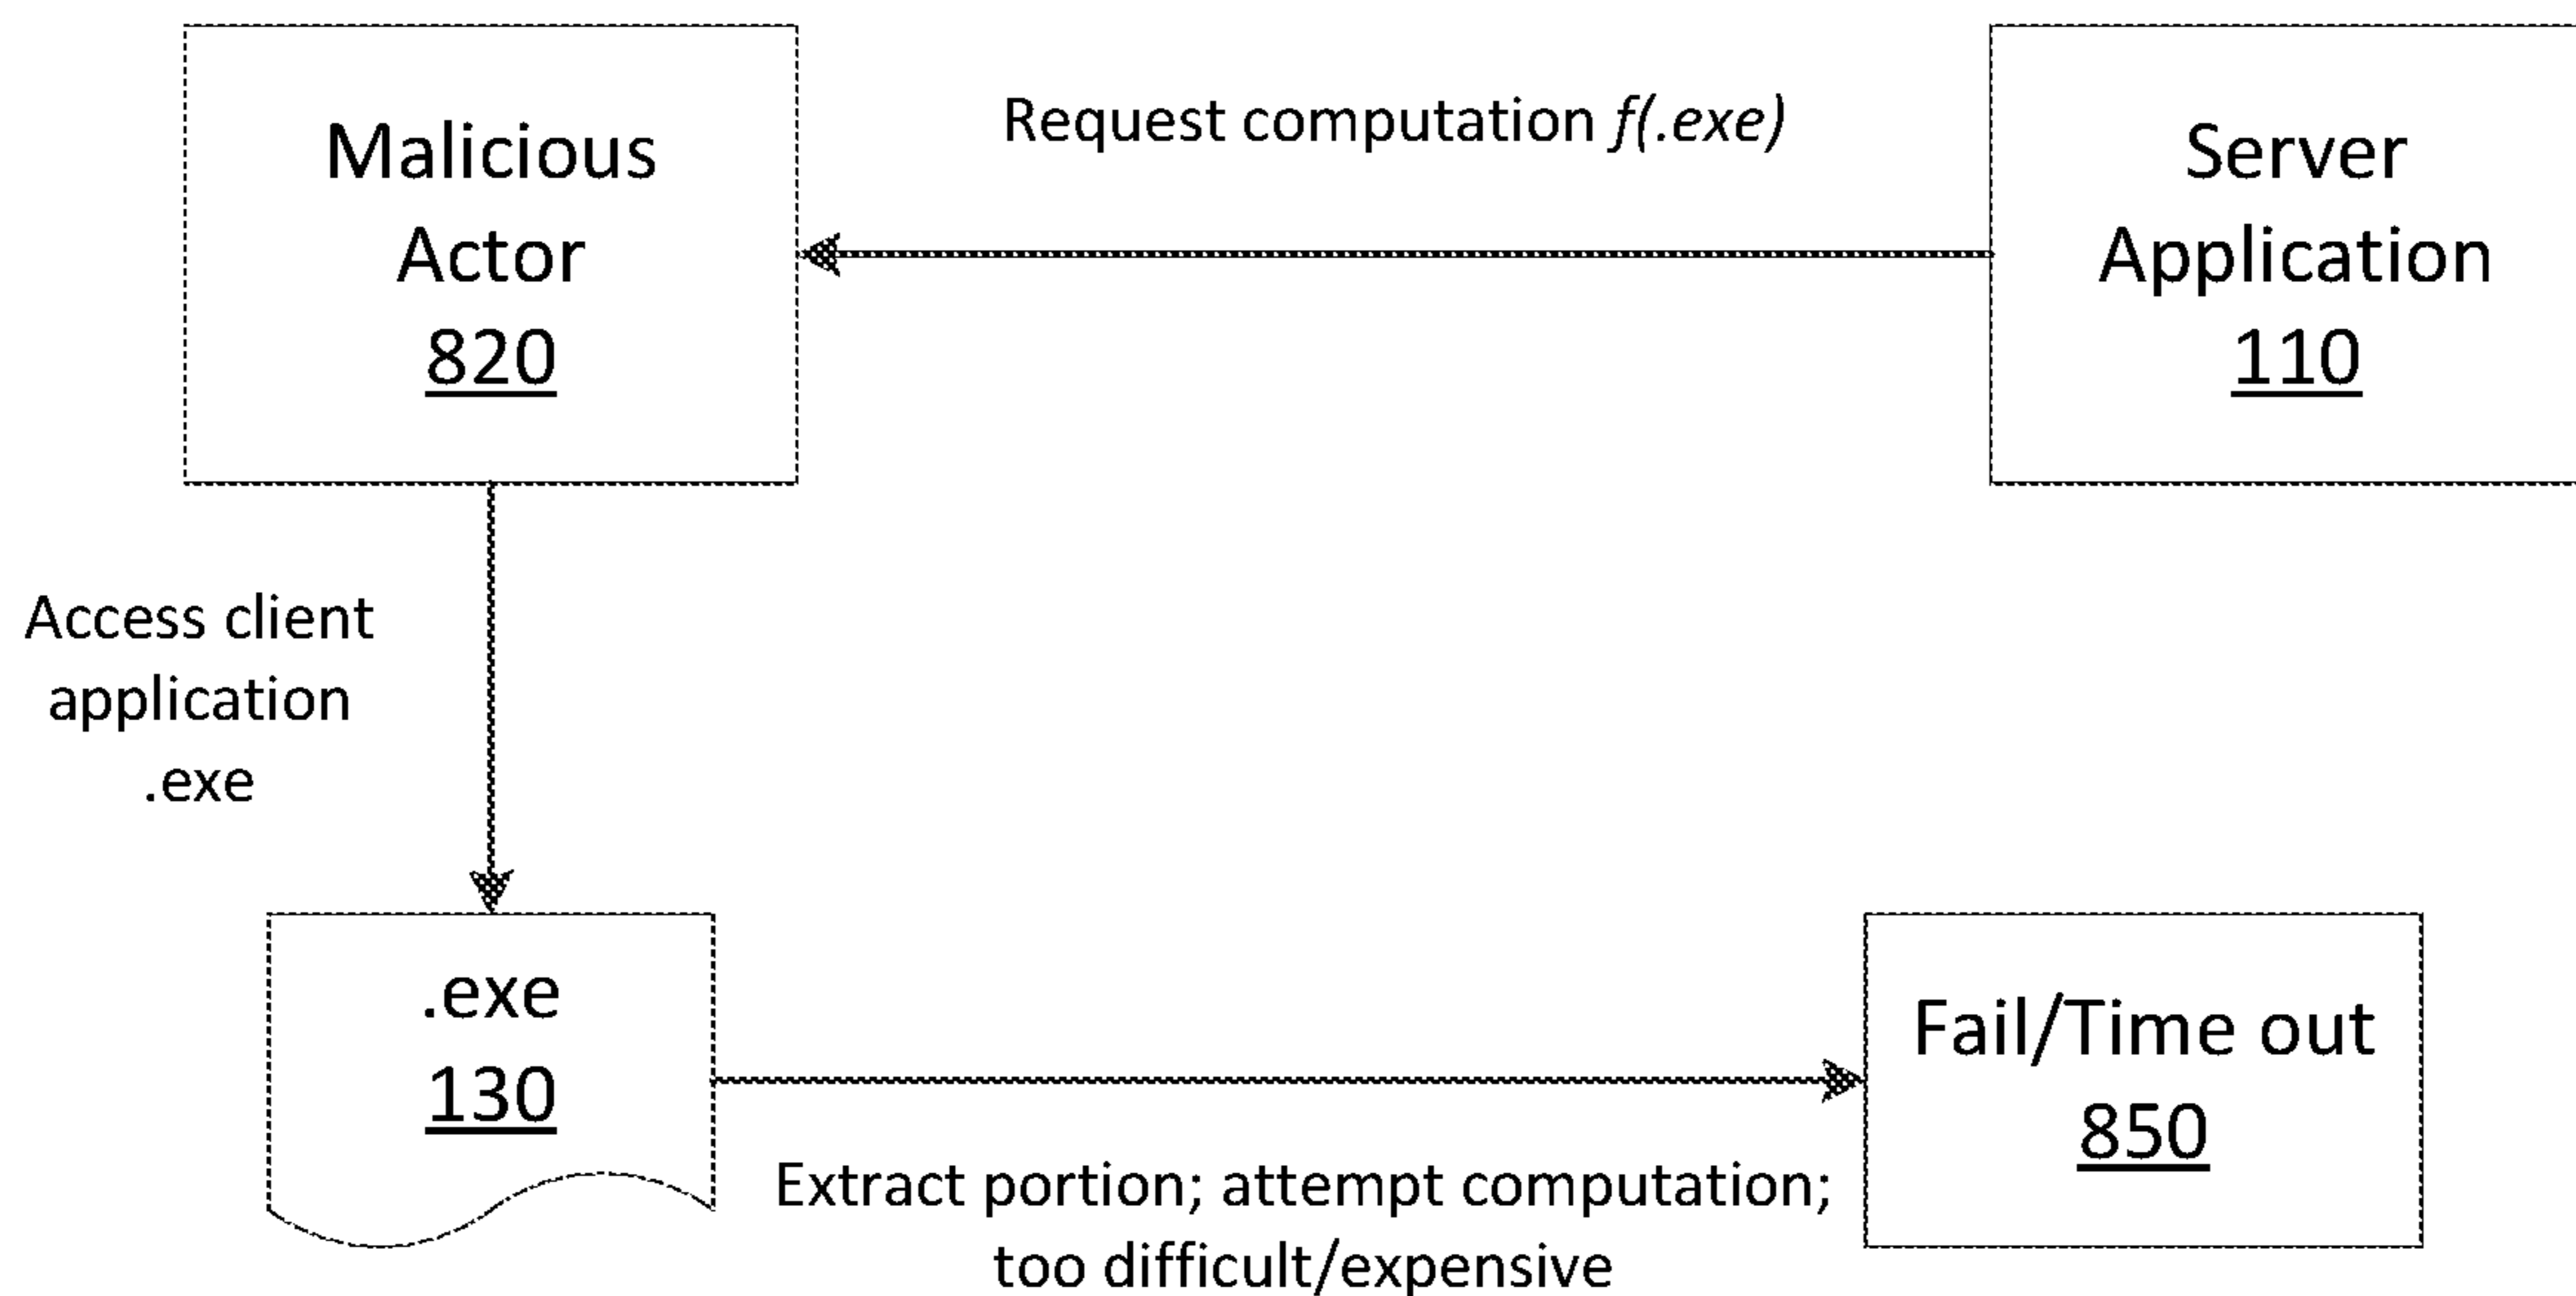 Malicious
Actor
820
Request computation f(.exe)
Server
Application
110
Access client
application
.exe
.exe
130
Fail/Time out
850
Extract portion; attempt computation;
too difficult/expensive